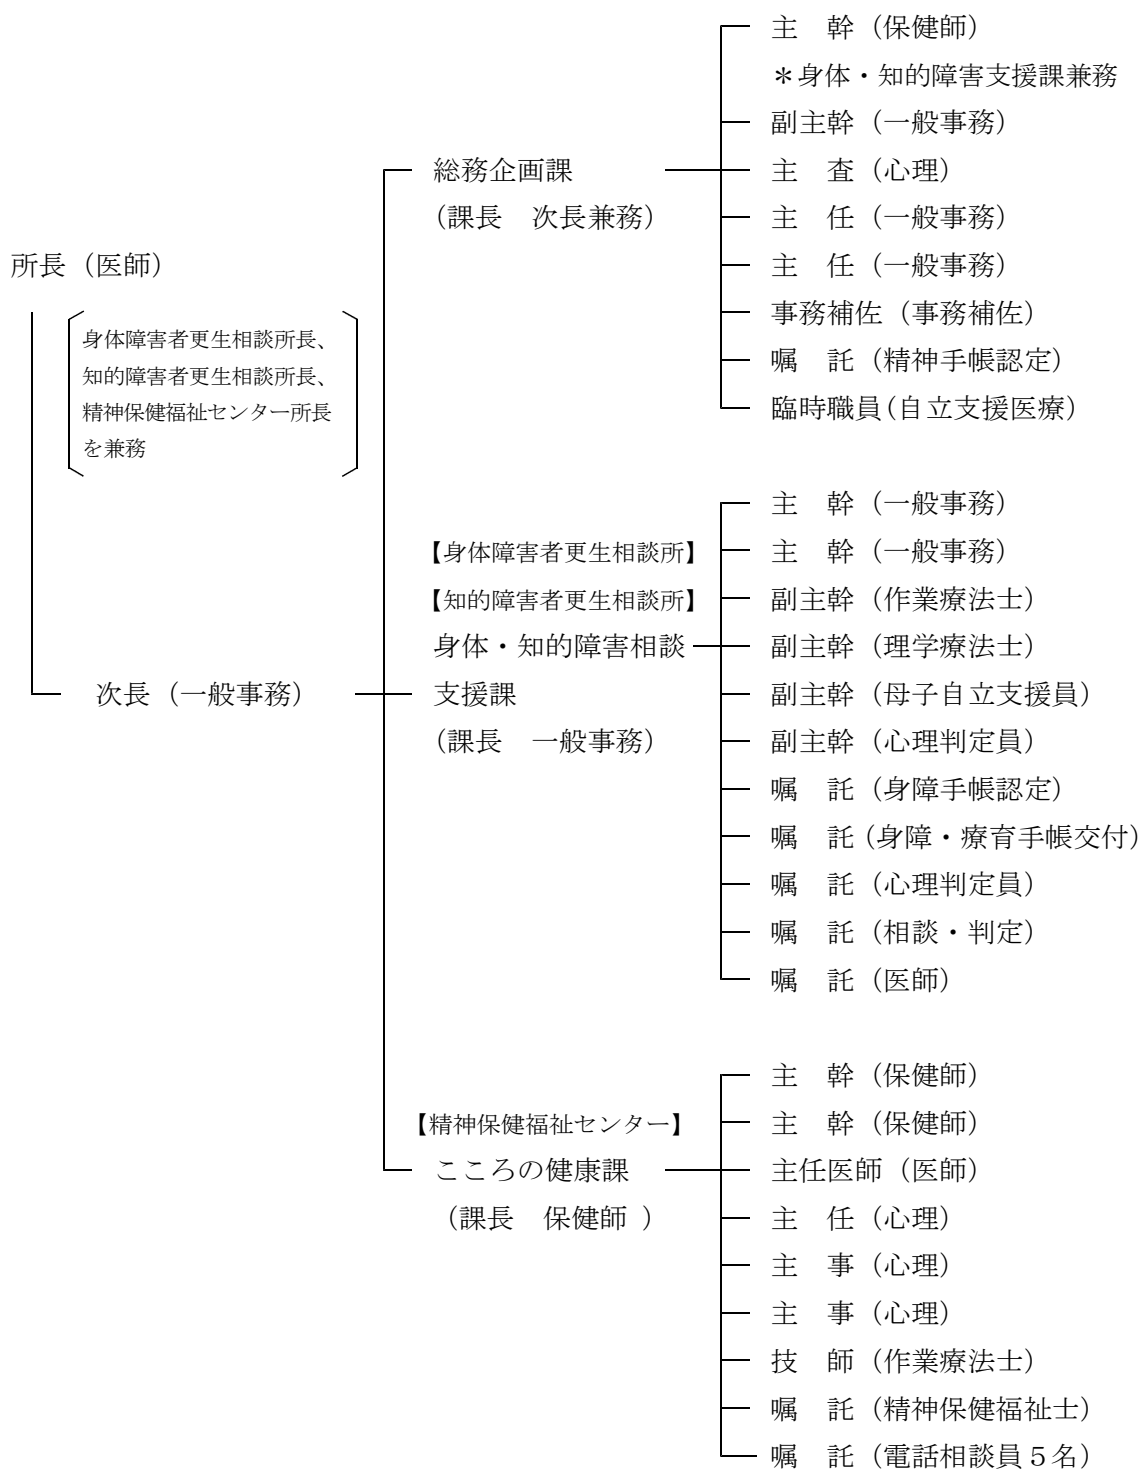 所長（医師）
身体障害者更生相談所長、
知的障害者更生相談所長、
精神保健福祉センター所長
を兼務
次長（一般事務）
総務企画課
（課長　次長兼務）
主　幹（保健師）
＊身体・知的障害支援課兼務
副主幹（一般事務）
主　査（心理）
主　任（一般事務）
主　任（一般事務）
事務補佐（事務補佐）
嘱　託（精神手帳認定）
臨時職員（自立支援医療）
【身体障害者更生相談所】
【知的障害者更生相談所】
身体・知的障害相談
支援課
（課長　一般事務）
主　幹（一般事務）
主　幹（一般事務）
副主幹（作業療法士）
副主幹（理学療法士）
副主幹（母子自立支援員）
副主幹（心理判定員）
嘱　託（身障手帳認定）
嘱　託（身障・療育手帳交付）
嘱　託（心理判定員）
嘱　託（相談・判定）
嘱　託（医師）
【精神保健福祉センター】
こころの健康課
（課長　保健師 ）
主　幹（保健師）
主　幹（保健師）
主任医師（医師）
主　任（心理）
主　事（心理）
主　事（心理）
技　師（作業療法士）
嘱　託（精神保健福祉士）
嘱　託（電話相談員５名）